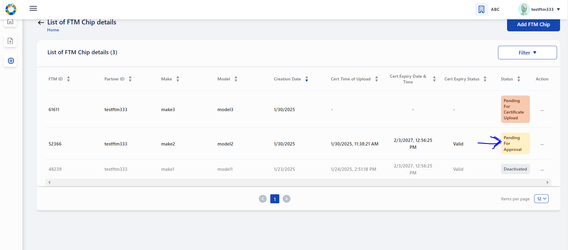 ABC
testftm333
List of FTM Chip details
Home
Add FTM Chip
List of FTM Chip details (3)
Filter
FTM ID Partner ID Make Model Creation Date Cert Time of Upload Cert Expiry Date & Time Cert Expiry Status Status Action
61611 testftm333 make3 model3 1/30/2025 - - - Pending For Certificate Upload ...
52366 testftm333 make2 model2 1/30/2025 1/30/2025, 11:38:21 AM 2/3/2027, 12:56:25 PM Valid Pending For Approval ...
48239 testftm333 make1 model1 1/23/2025 1/24/2025, 2:51:19 PM 2/3/2027, 12:56:25 PM Valid Deactivated ...
1
Items per page 12